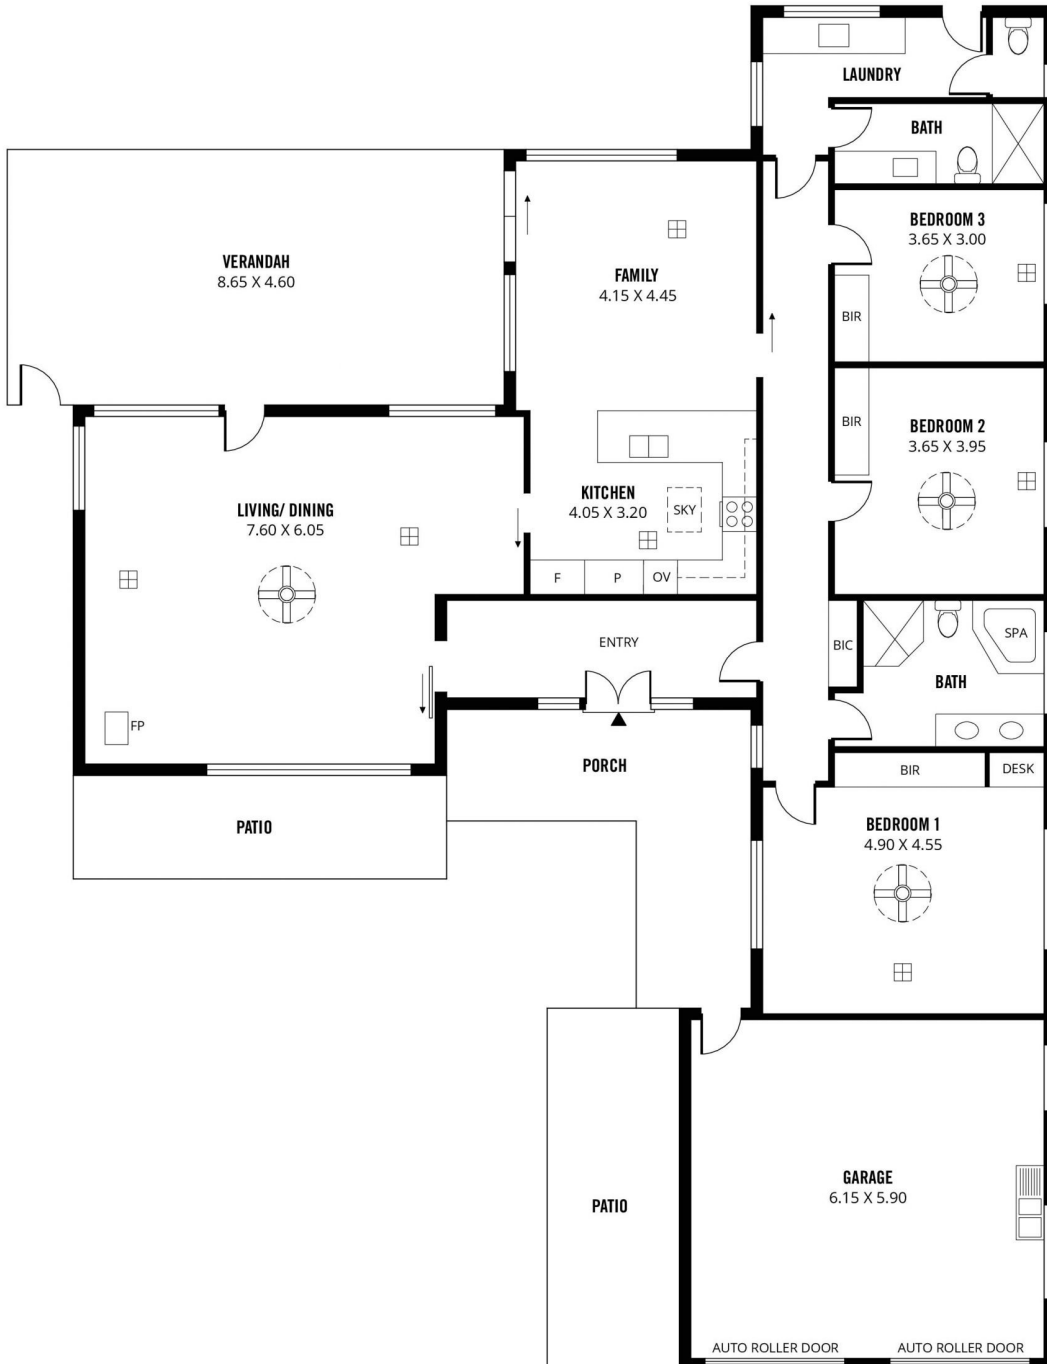 LAUNDRY
BATH
BEDROOM 3
3.65 X 3.00
BIR
VERANDAH
8.65 X 4.60
FAMILY
4.15 X 4.45
BIR
BEDROOM 2
3.65 X 3.95
LIVING/ DINING
7.60 X 6.05
KITCHEN
4.05 X 3.20
SKY
F
P
OV
ENTRY
BIC
SPA
BATH
FP
PORCH
BIR
DESK
PATIO
BEDROOM 1
4.90 X 4.55
GARAGE
6.15 X 5.90
PATIO
AUTO ROLLER DOOR
AUTO ROLLER DOOR